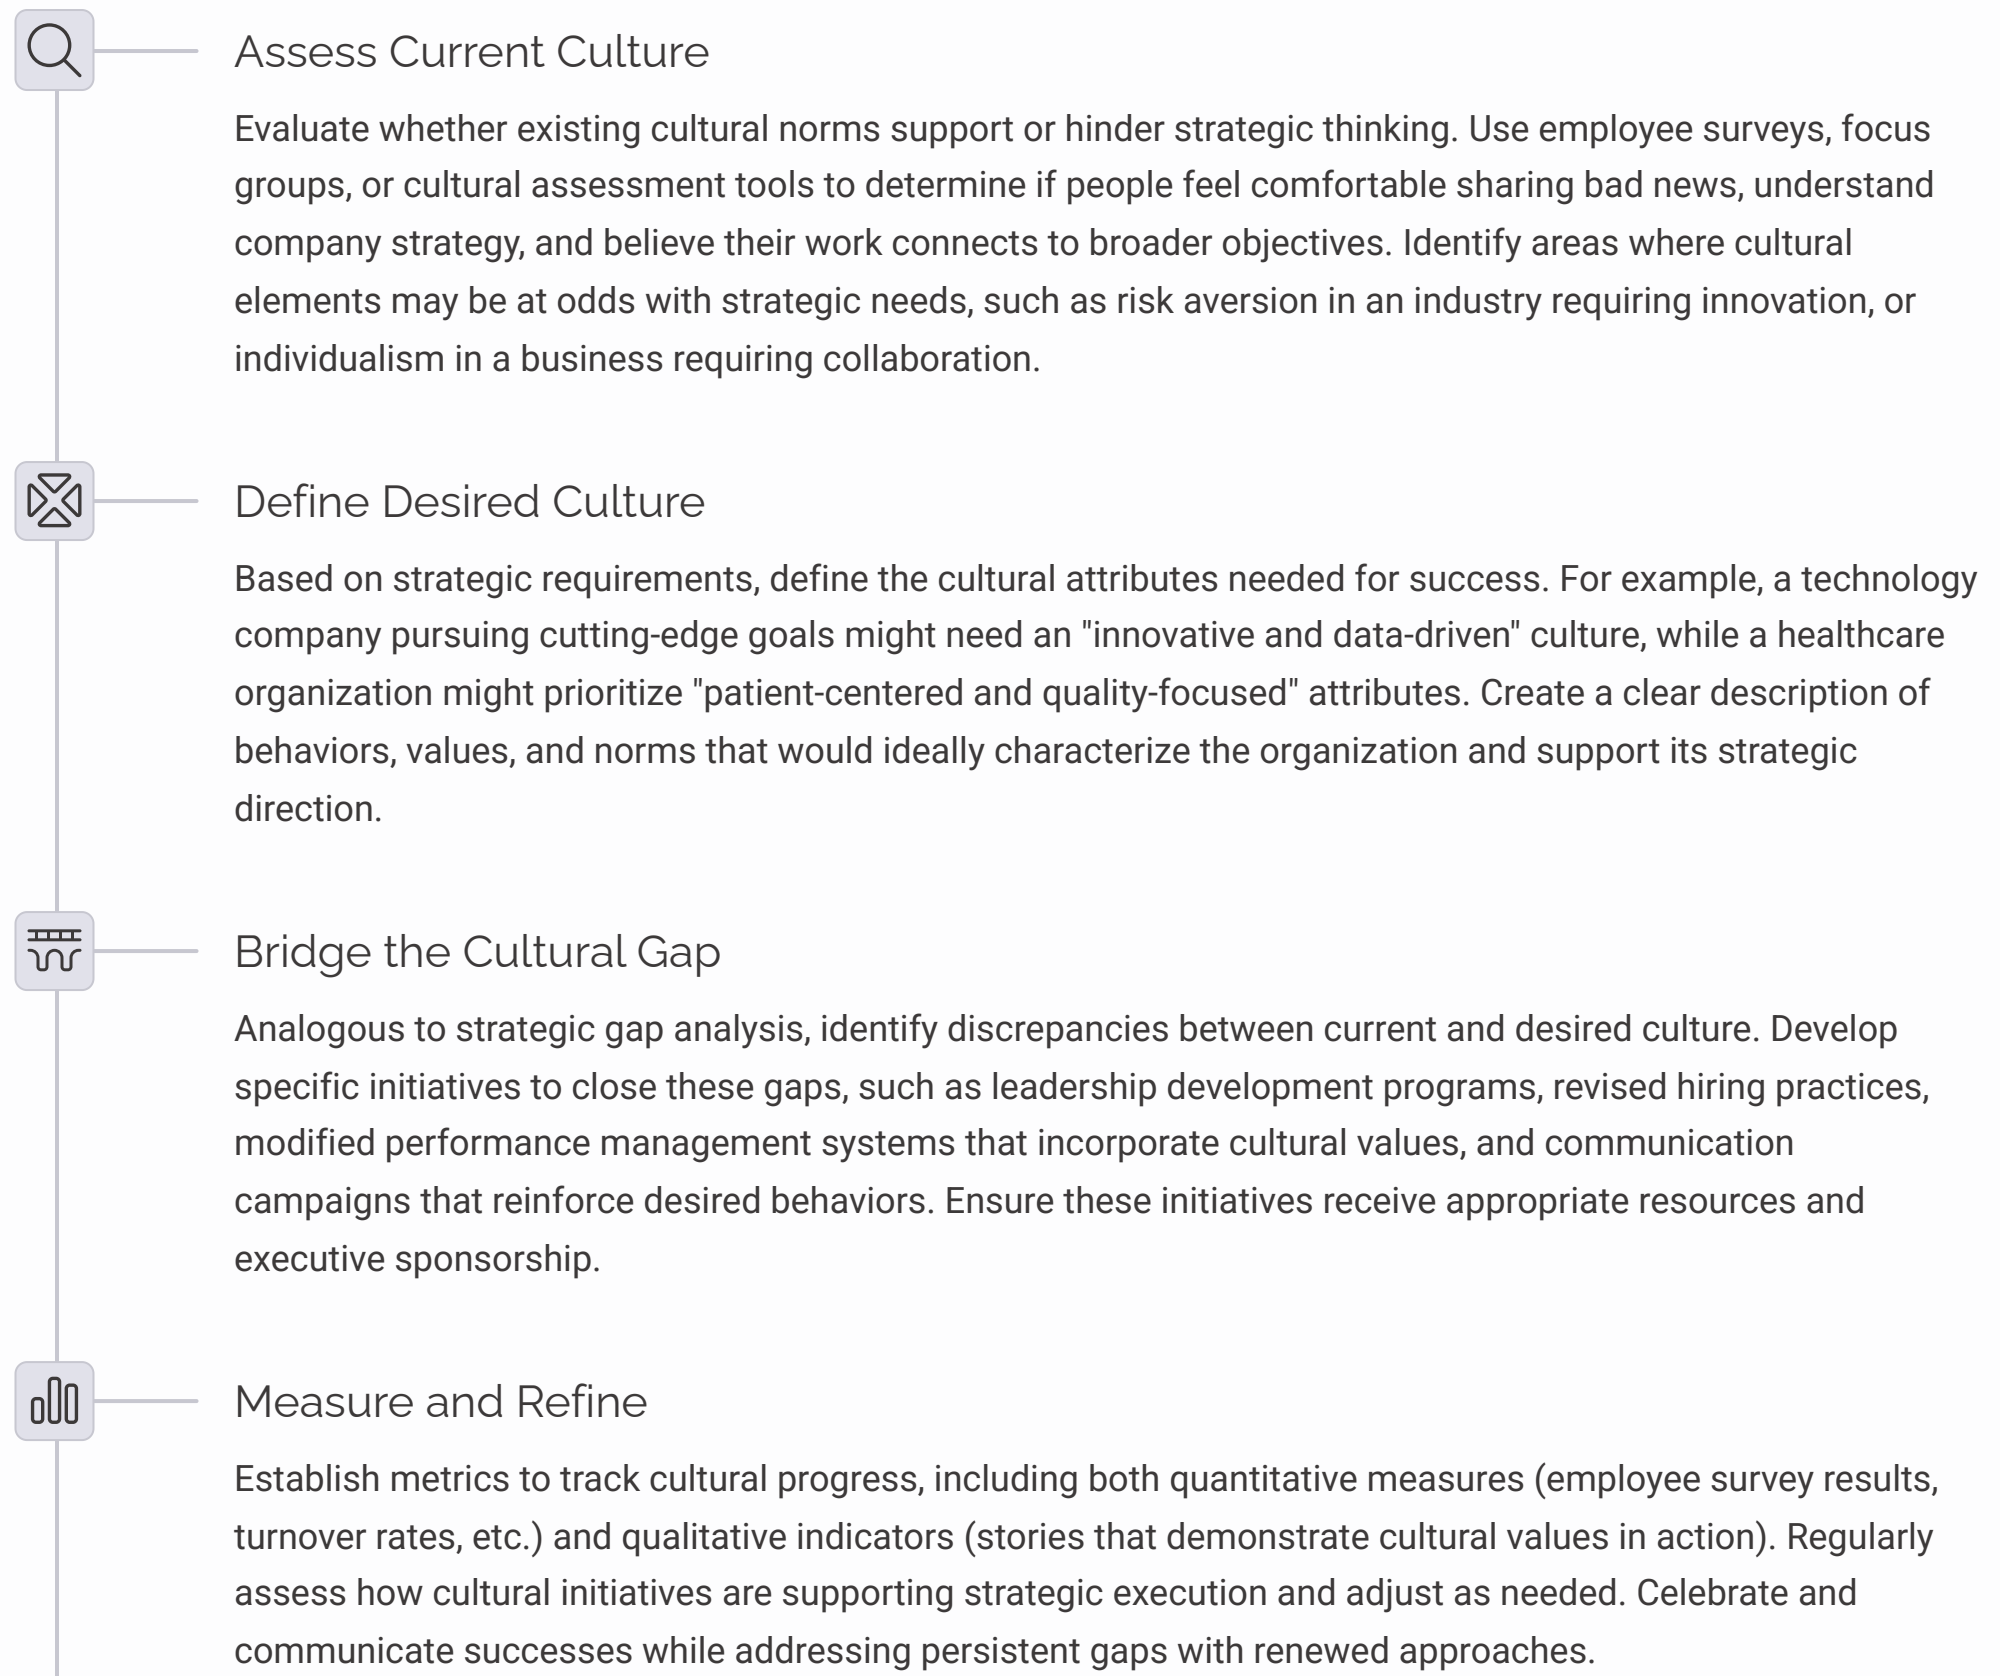 Assess Current Culture
Evaluate whether existing cultural norms support or hinder strategic thinking. Use employee surveys, focus
groups, or cultural assessment tools to determine if people feel comfortable sharing bad news, understand
company strategy, and believe their work connects to broader objectives. Identify areas where cultural
elements may be at odds with strategic needs, such as risk aversion in an industry requiring innovation, or
individualism in a business requiring collaboration.
Define Desired Culture
Based on strategic requirements, define the cultural attributes needed for success. For example, a technology
company pursuing cutting-edge goals might need an "innovative and data-driven" culture, while a healthcare
organization might prioritize "patient-centered and quality-focused" attributes. Create a clear description of
behaviors, values, and norms that would ideally characterize the organization and support its strategic
direction.
Bridge the Cultural Gap
Analogous to strategic gap analysis, identify discrepancies between current and desired culture. Develop
specific initiatives to close these gaps, such as leadership development programs, revised hiring practices,
modified performance management systems that incorporate cultural values, and communication
campaigns that reinforce desired behaviors. Ensure these initiatives receive appropriate resources and
executive sponsorship.
Measure and Refine
Establish metrics to track cultural progress, including both quantitative measures (employee survey results,
turnover rates, etc.) and qualitative indicators (stories that demonstrate cultural values in action). Regularly
assess how cultural initiatives are supporting strategic execution and adjust as needed. Celebrate and
communicate successes while addressing persistent gaps with renewed approaches.